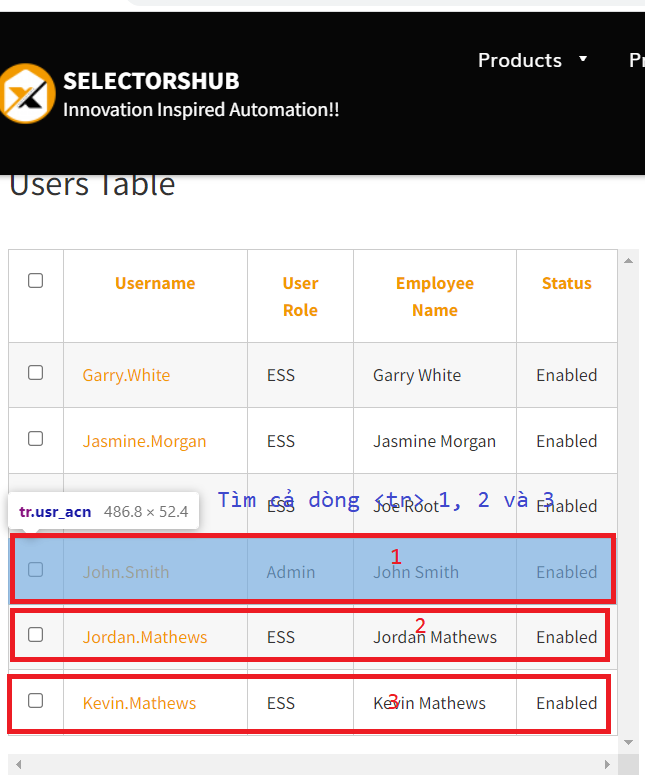 SELECTORSHUB
Innovation Inspired Automation!!
Products
Pr
Users Table
Username User Role Employee Name Status
Garry.White ESS Garry White Enabled
Jasmine.Morgan ESS Jasmine Morgan Enabled
tr.usr_acn 486.8 × 52.4
Tìm cả dòng <tr> 1, 2 và 3
ESS Joe Root Enabled
1
John.Smith Admin John Smith Enabled
2
Jordan.Mathews ESS Jordan Mathews Enabled
3
Kevin.Mathews ESS Kevin Mathews Enabled